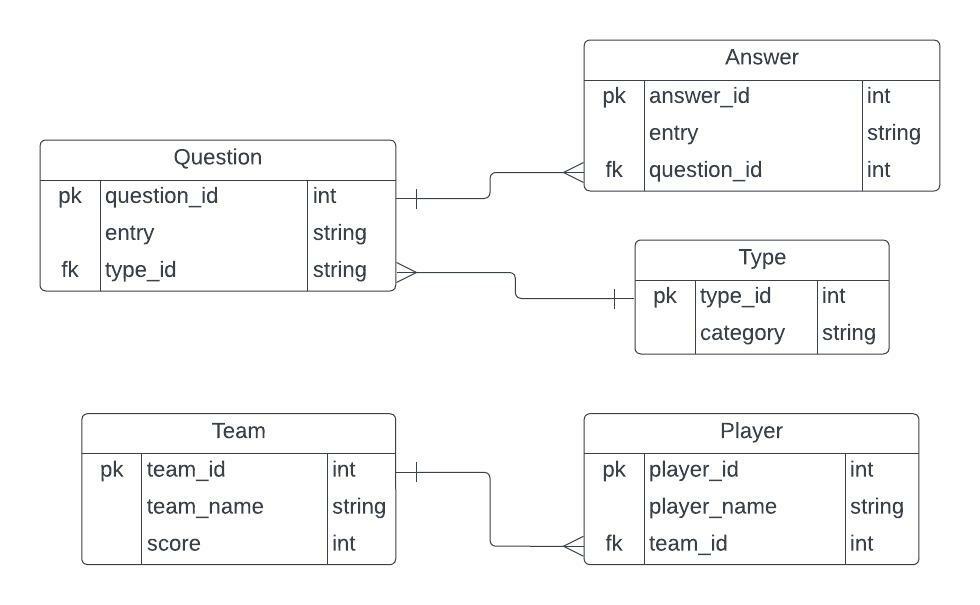 Question
pk question_id int
entry string
fk type_id string
Answer
pk answer_id int
entry string
fk question_id int
Type
pk type_id int
category string
Team
pk team_id int
team_name string
score int
Player
pk player_id int
player_name string
fk team_id int